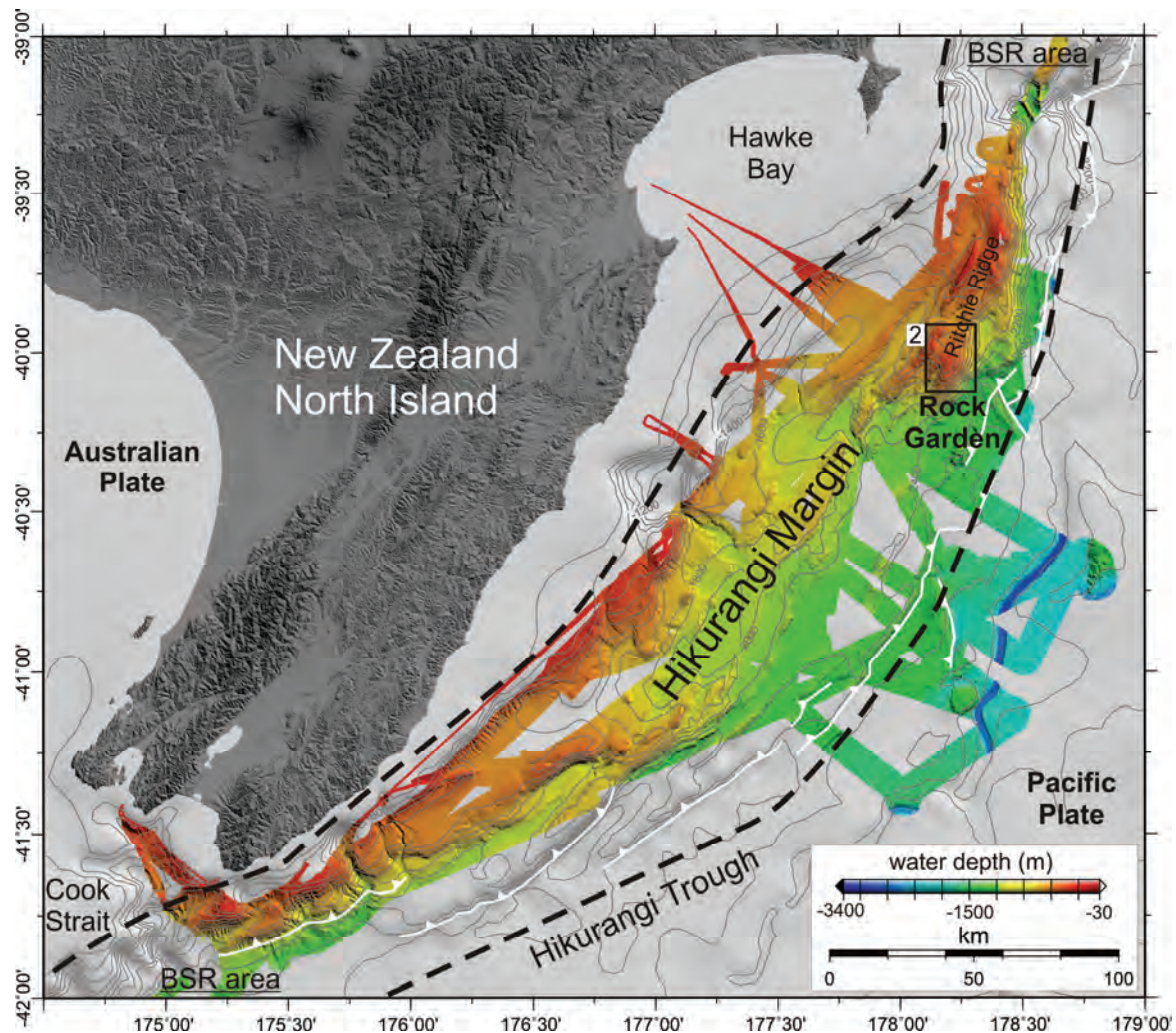 -39°00'
-39°30'
-40°00'
-40°30'
-41°00'
-41°30'
-42°00'
BSR area
Hawke
Bay
Ritchie Ridge
2
Rock
Garden
New Zealand
North Island
Australian
Plate
Hikurangi Margin
Pacific
Plate
Hikurangi Trough
Cook
Strait
BSR area
water depth (m)
-3400
-1500
-30
km
0
50
100
175°00'
175°30'
176°00'
176°30'
177°00'
177°30'
178°00'
178°30'
179°00'